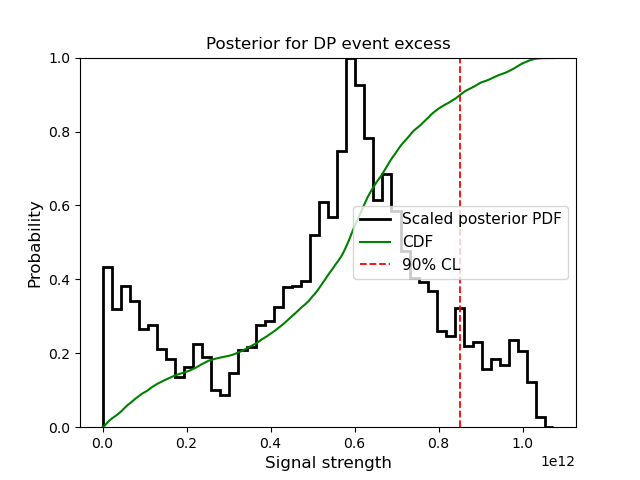 Posterior for DP event excess
Probability
1.0
0.8
0.6
0.4
0.2
0.0
Scaled posterior PDF
CDF
90% CL
0.0 0.2 0.4 0.6 0.8 1.0
1e12
Signal strength